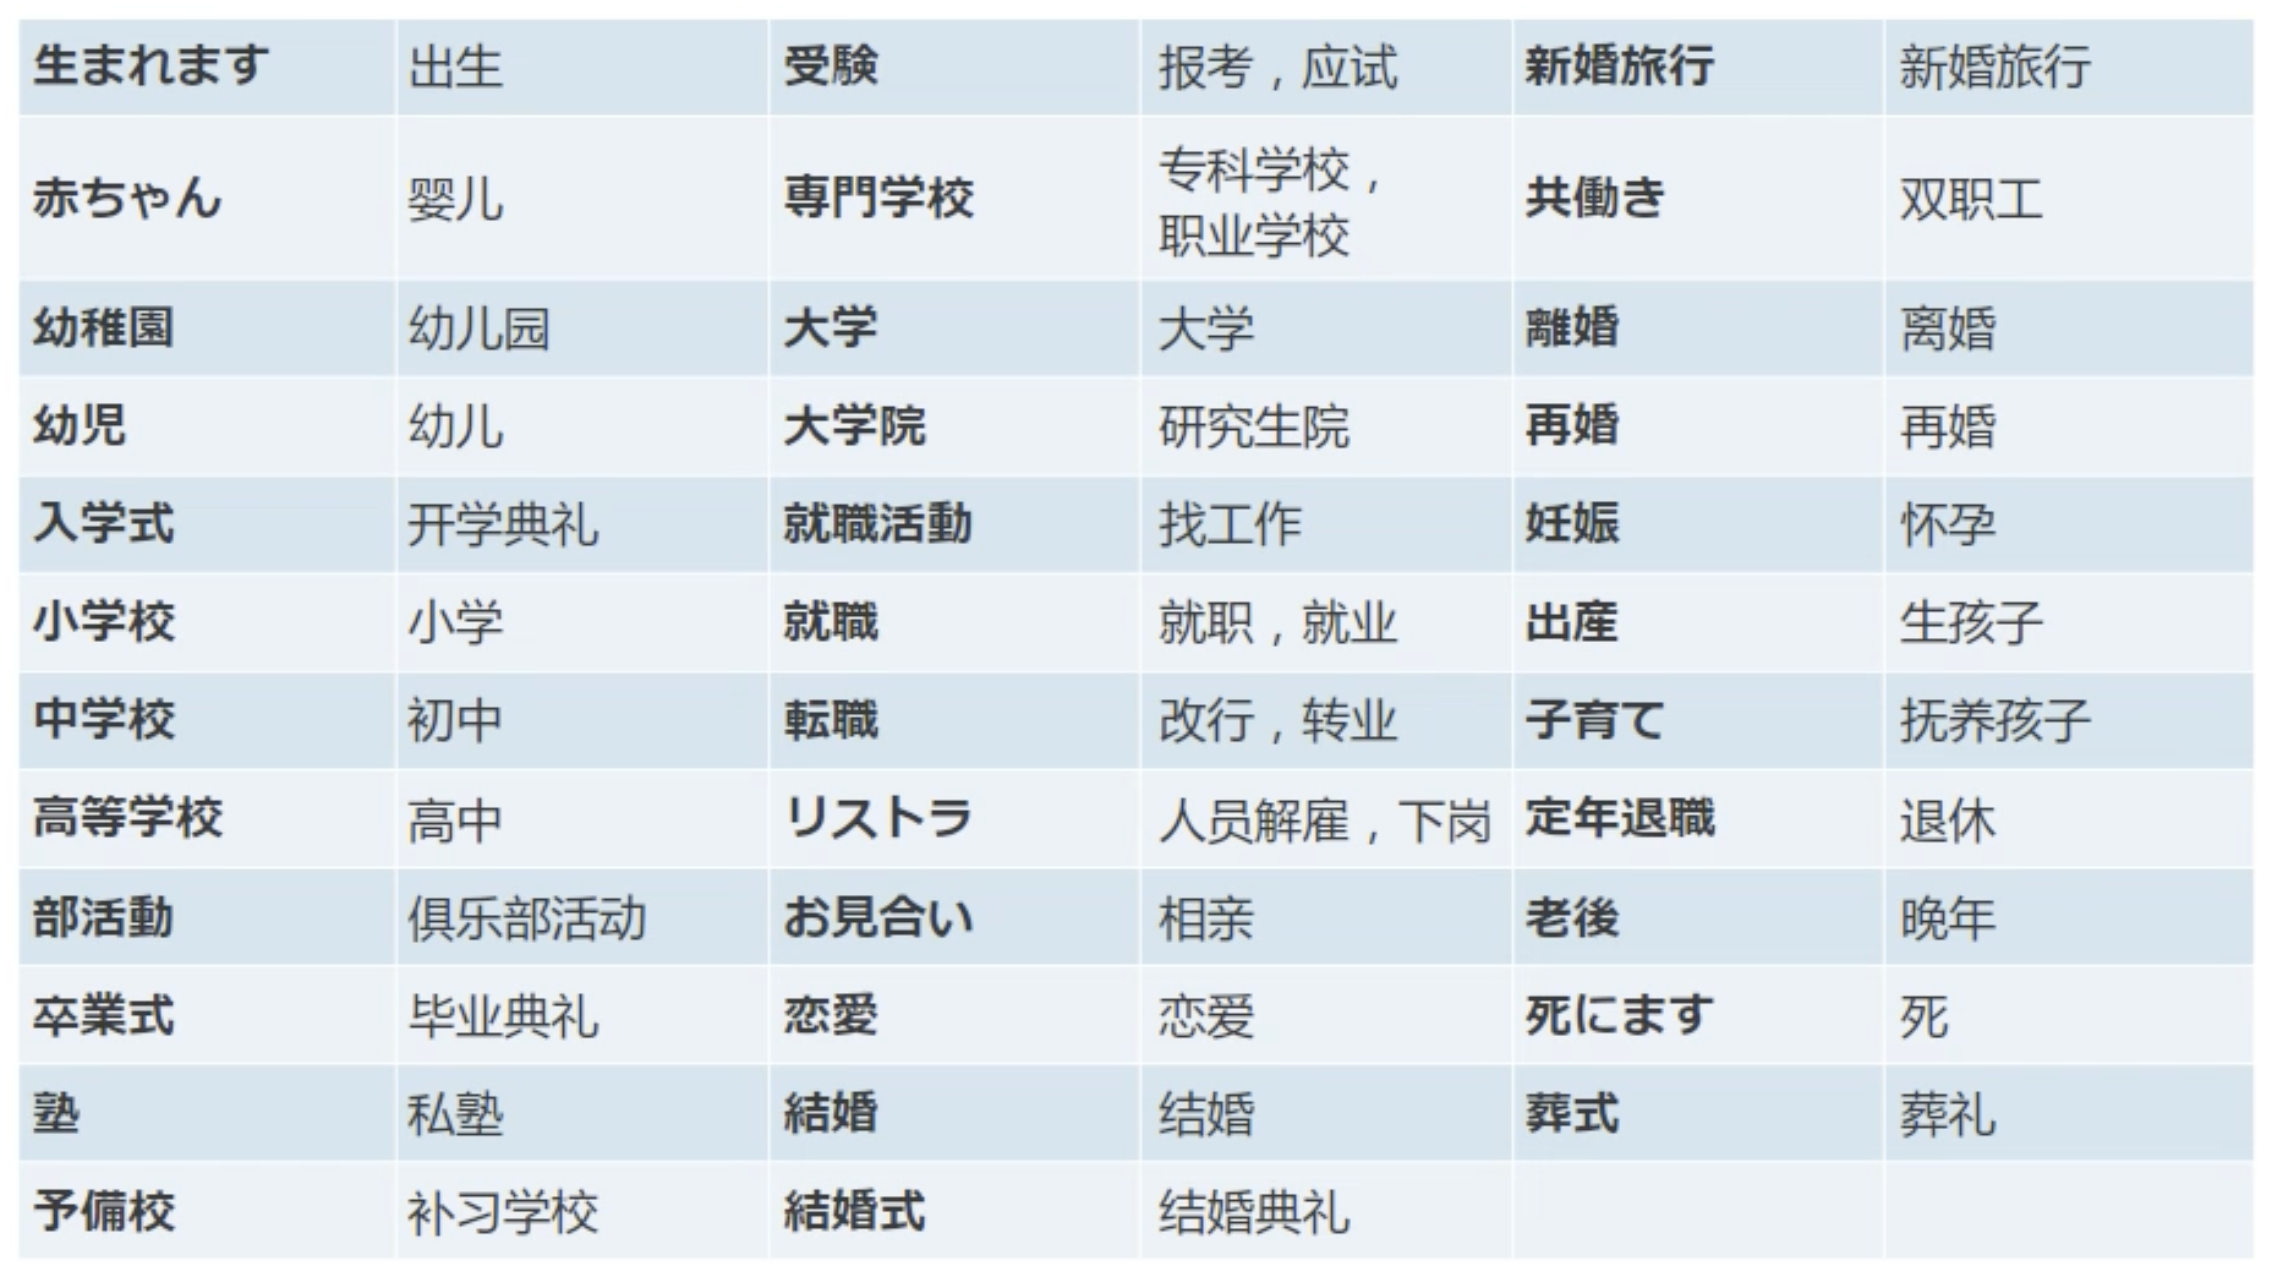 生まれます 出生 受験 报考，应试 新婚旅行 新婚旅行
赤ちゃん 婴儿 専門学校 专科学校， 共働き 双职工
职业学校
幼稚園 幼儿园 大学 大学 離婚 离婚
幼児 幼儿 大学院 研究生院 再婚 再婚
入学式 开学典礼 就職活動 找工作 妊娠 怀孕
小学校 小学 就職 就职，就业 出産 生孩子
中学校 初中 転職 改行，转业 子育て 抚养孩子
高等学校 高中 リストラ 人员解雇，下岗 定年退職 退休
部活動 俱乐部活动 お見合い 相亲 老後 晚年
卒業式 毕业典礼 恋愛 恋爱 死にます 死
塾 私塾 結婚 结婚 葬式 葬礼
予備校 补习学校 結婚式 结婚典礼